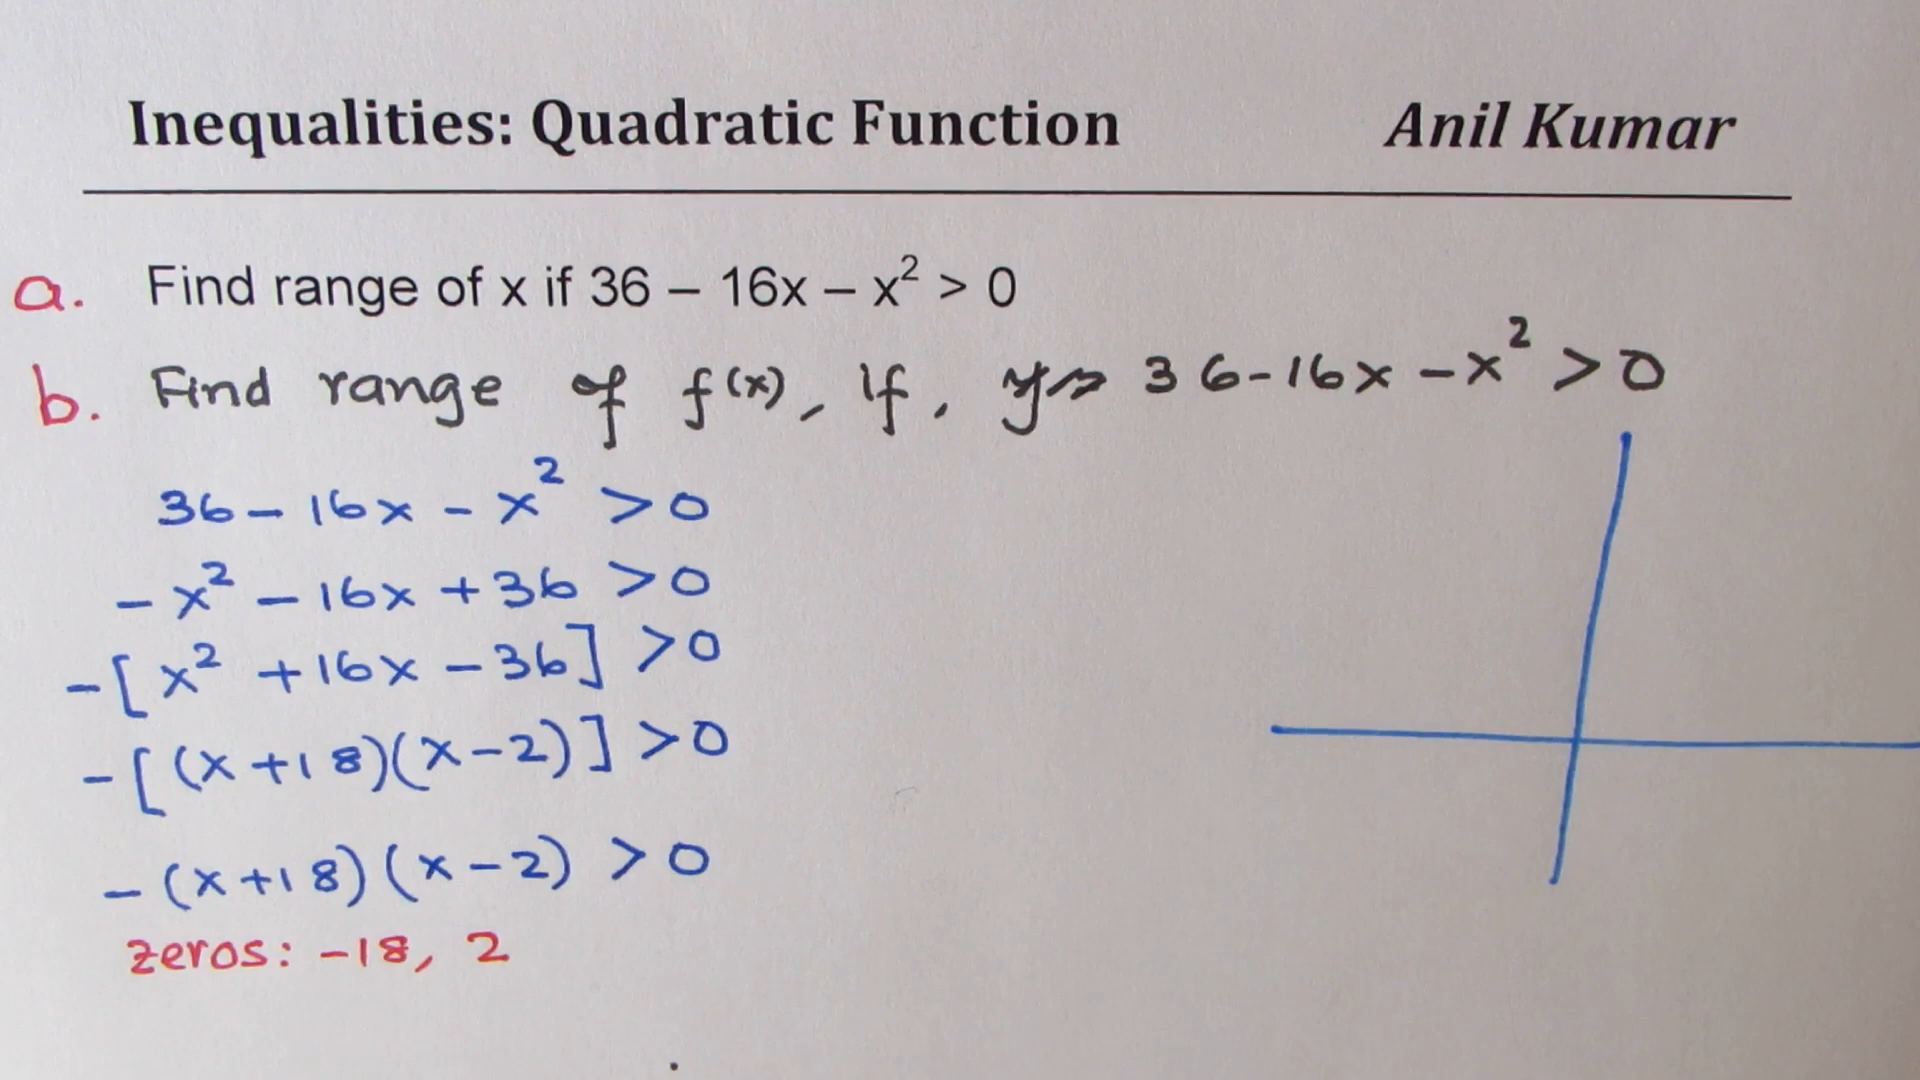 Inequalities: Quadratic Function Anil Kumar
a. Find range of x if 36 – 16x – x² > 0
b. Find range of f(x), if, 36-16x-x² > 0
36 - 16x - x² > 0
- x² - 16x + 36 > 0
-[x² + 16x - 36] > 0
-[(x+18)(x-2)] > 0
-(x+18)(x-2) > 0
zeros: -18, 2